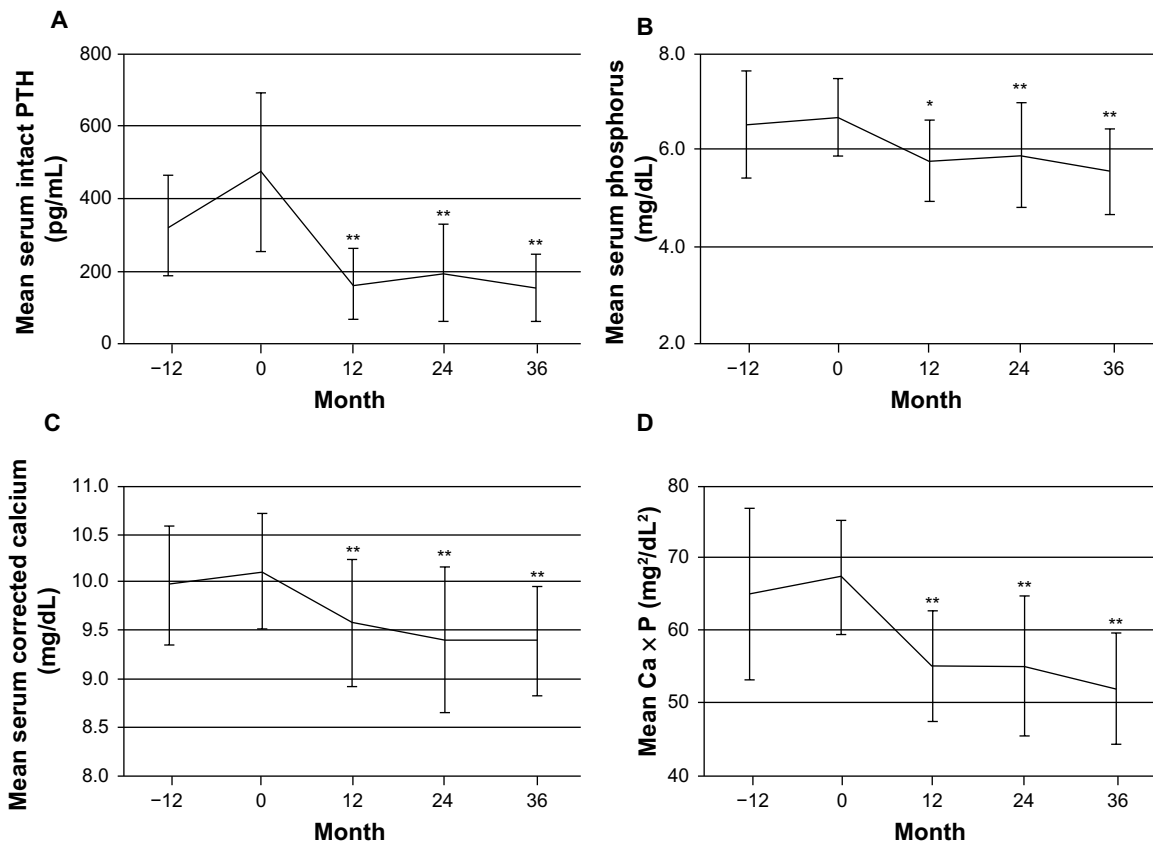 A
Mean serum intact PTH
(pg/mL)
800
600
400
200
0
**
**
**
−12 0 12 24 36
Month
B
Mean serum phosphorus
(mg/dL)
8.0
6.0
4.0
2.0
*
**
**
−12 0 12 24 36
Month
C
Mean serum corrected calcium
(mg/dL)
11.0
10.5
10.0
9.5
9.0
8.5
8.0
**
**
**
−12 0 12 24 36
Month
D
Mean Ca × P (mg²/dL²)
80
70
60
50
40
**
**
**
−12 0 12 24 36
Month